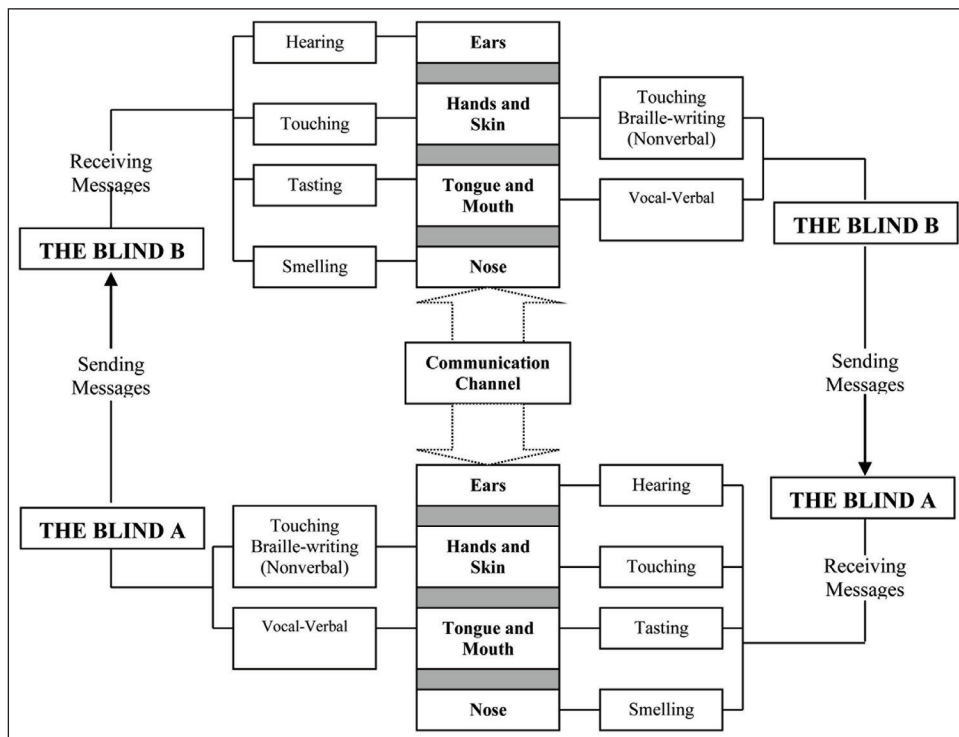 Hearing
Ears
Touching
Hands and
Skin
Touching
Braille-writing
(Nonverbal)
Receiving
Messages
Tasting
Tongue and
Mouth
Vocal-Verbal
THE BLIND B
THE BLIND B
Smelling
Nose
Sending
Messages
Communication
Channel
Sending
Messages
Ears
Hearing
THE BLIND A
THE BLIND A
Touching
Braille-writing
(Nonverbal)
Hands and
Skin
Touching
Receiving
Messages
Vocal-Verbal
Tongue and
Mouth
Tasting
Nose
Smelling